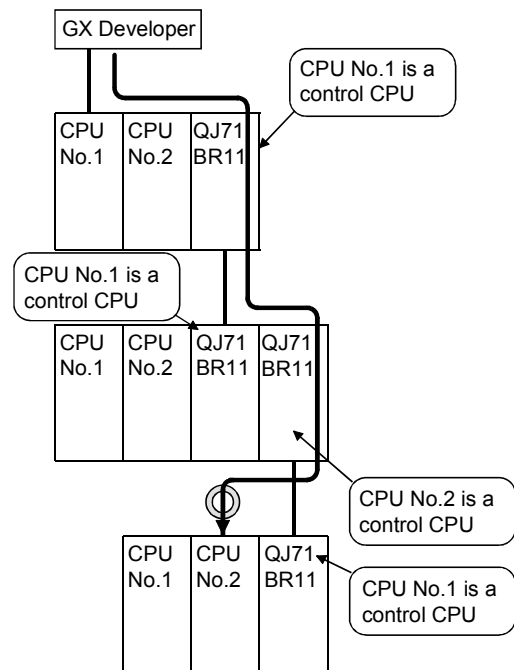 GX Developer
CPU No.1 is a
control CPU
CPU CPU QJ71
No.1 No.2 BR11
CPU No.1 is a
control CPU
CPU CPU QJ71 QJ71
No.1 No.2 BR11 BR11
CPU No.2 is a
control CPU
CPU CPU QJ71
No.1 No.2 BR11
CPU No.1 is a
control CPU